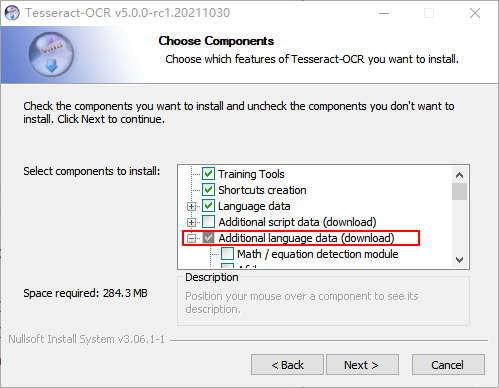 Tesseract-OCR v5.0.0-rc1.20211030
Choose Components
Choose which features of Tesseract-OCR you want to install.
Check the components you want to install and uncheck the components you don't want to
install. Click Next to continue.
Select components to install:
Training Tools
Shortcuts creation
Language data
Additional script data (download)
Additional language data (download)
Math / equation detection module
Space required: 284.3 MB
Description
Position your mouse over a component to see its
description.
Nullsoft Install System v3.06.1-1
< Back
Next >
Cancel